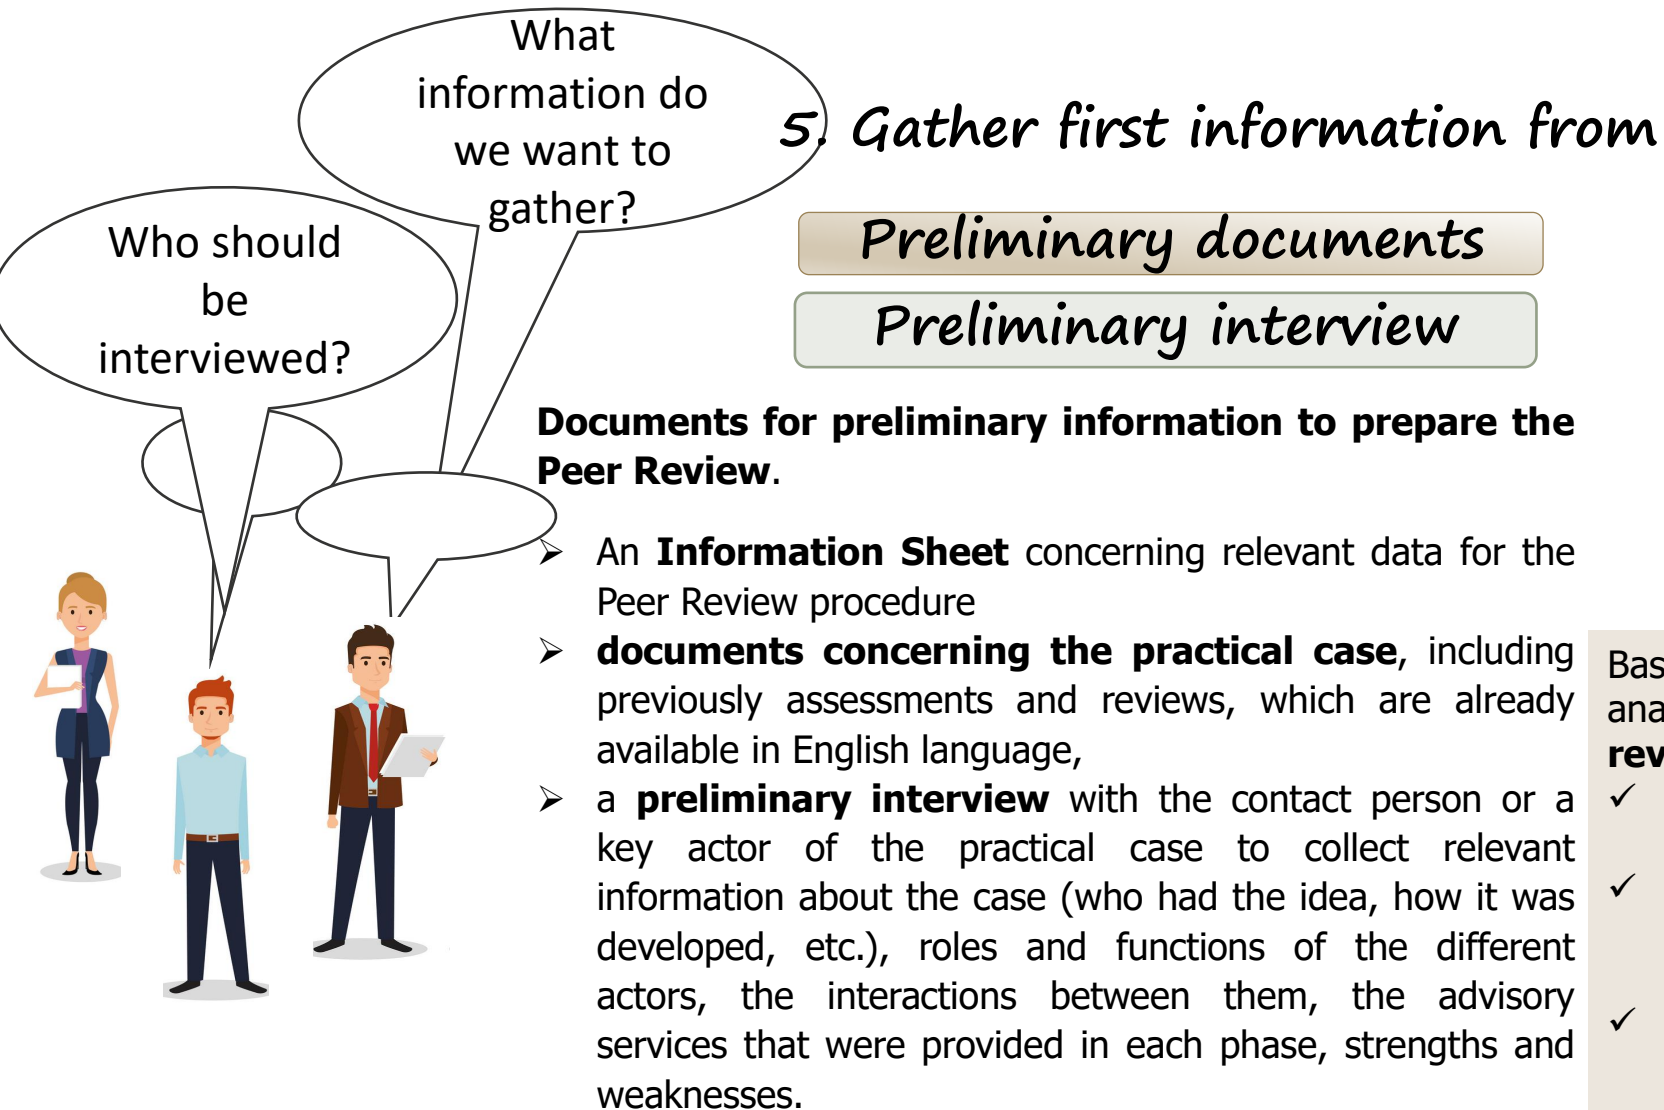 What
information do
we want to
gather?
Who should
be
interviewed?
5. Gather first information from
Preliminary documents
Preliminary interview
Documents for preliminary information to prepare the
Peer Review.
➢ An Information Sheet concerning relevant data for the
Peer Review procedure
➢ documents concerning the practical case, including
previously assessments and reviews, which are already
available in English language,
➢ a preliminary interview with the contact person or a
key actor of the practical case to collect relevant
information about the case (who had the idea, how it was
developed, etc.), roles and functions of the different
actors, the interactions between them, the advisory
services that were provided in each phase, strengths and
weaknesses.
Bas
ana
rev
✓
✓
✓